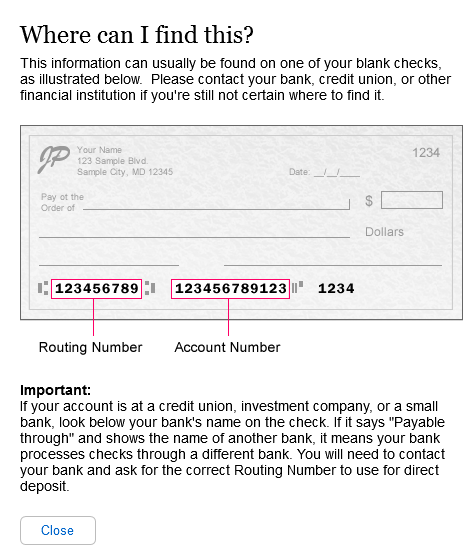 Where can I find this?
This information can usually be found on one of your blank checks,
as illustrated below.  Please contact your bank, credit union, or other
financial institution if you're still not certain where to find it.
JP
Your Name
123 Sample Blvd.
Sample City, MD 12345
1234
Date: __/__/____
Pay ot the
Order of
$
Dollars
123456789 123456789123 1234
Routing Number Account Number
Important:
If your account is at a credit union, investment company, or a small
bank, look below your bank's name on the check. If it says "Payable
through" and shows the name of another bank, it means your bank
processes checks through a different bank. You will need to contact
your bank and ask for the correct Routing Number to use for direct
deposit.
Close